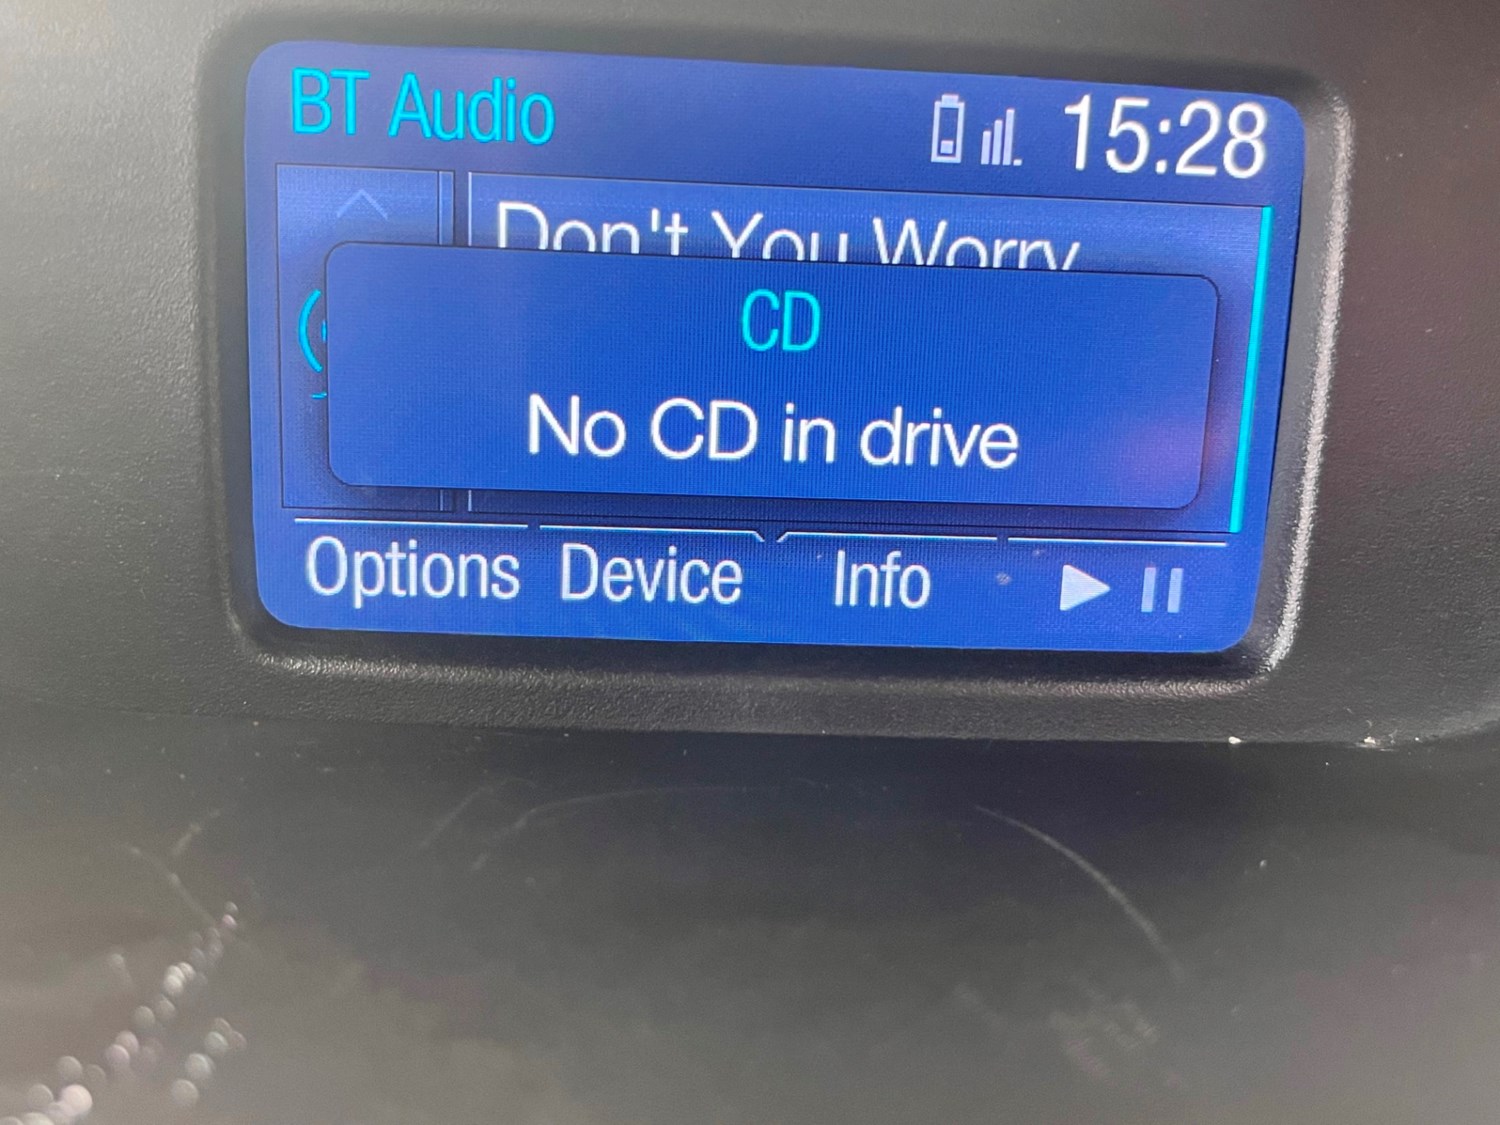 BT Audio 15:28
Don't You Worry
CD
No CD in drive
Options Device Info